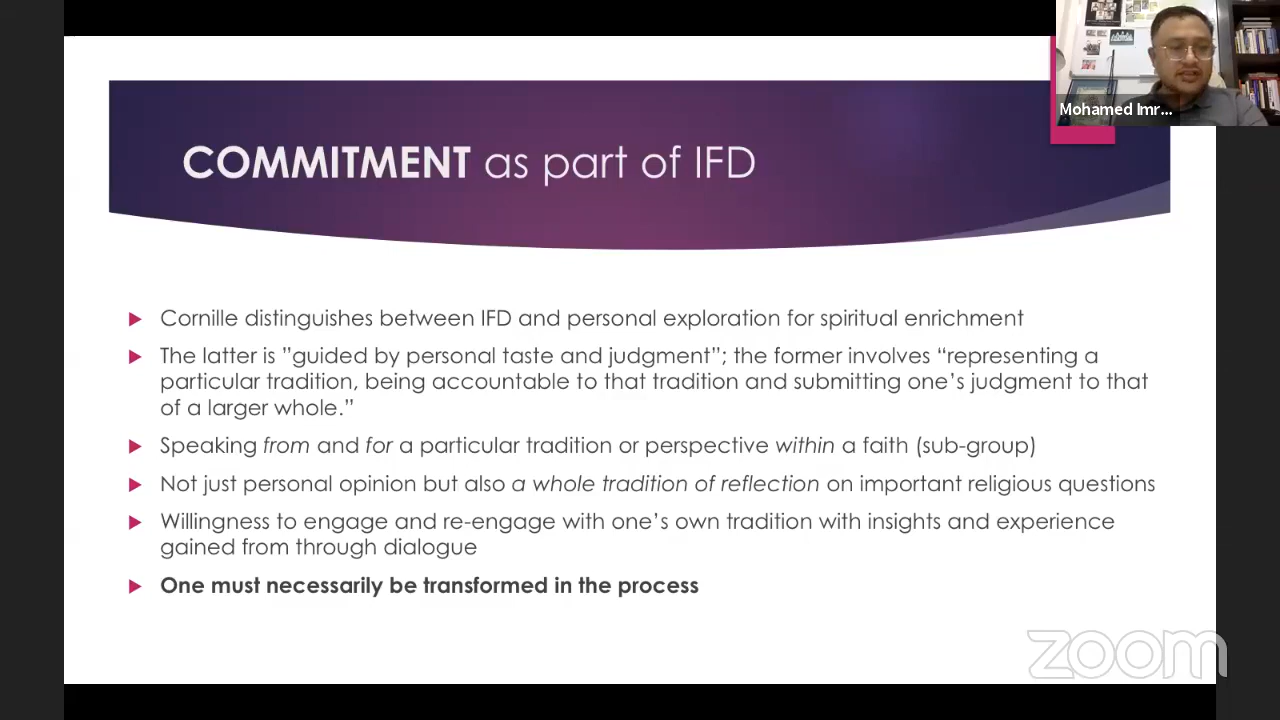 Mohamed Imr...
COMMITMENT as part of IFD
Cornille distinguishes between IFD and personal exploration for spiritual enrichment
The latter is ”guided by personal taste and judgment”; the former involves “representing a
particular tradition, being accountable to that tradition and submitting one’s judgment to that
of a larger whole.”
Speaking from and for a particular tradition or perspective within a faith (sub-group)
Not just personal opinion but also a whole tradition of reflection on important religious questions
Willingness to engage and re-engage with one’s own tradition with insights and experience
gained from through dialogue
One must necessarily be transformed in the process
zoom